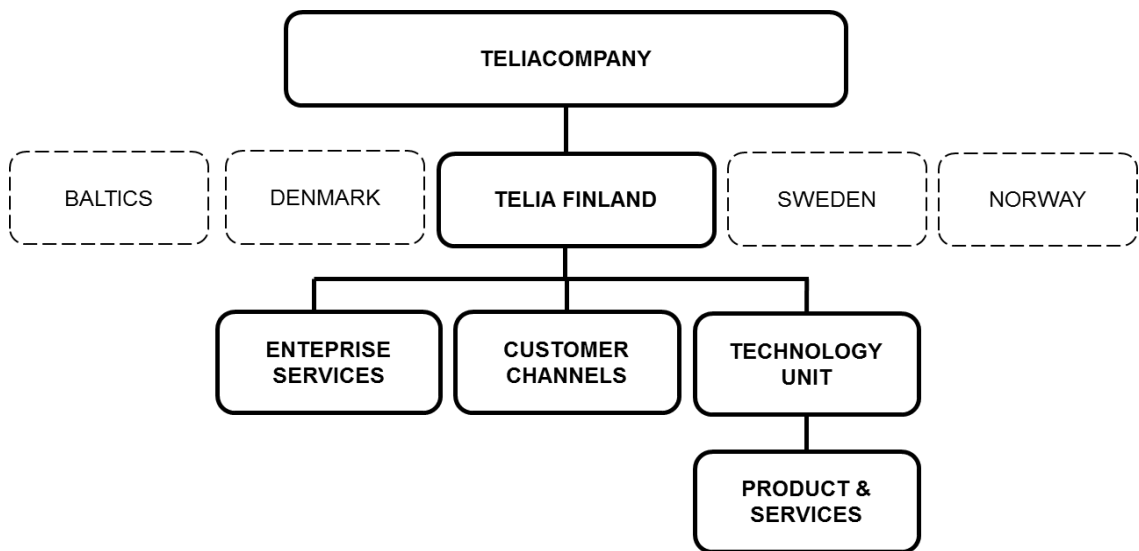 TELIACOMPANY
BALTICS
DENMARK
TELIA FINLAND
SWEDEN
NORWAY
ENTEPRISE
SERVICES
CUSTOMER
CHANNELS
TECHNOLOGY
UNIT
PRODUCT &
SERVICES